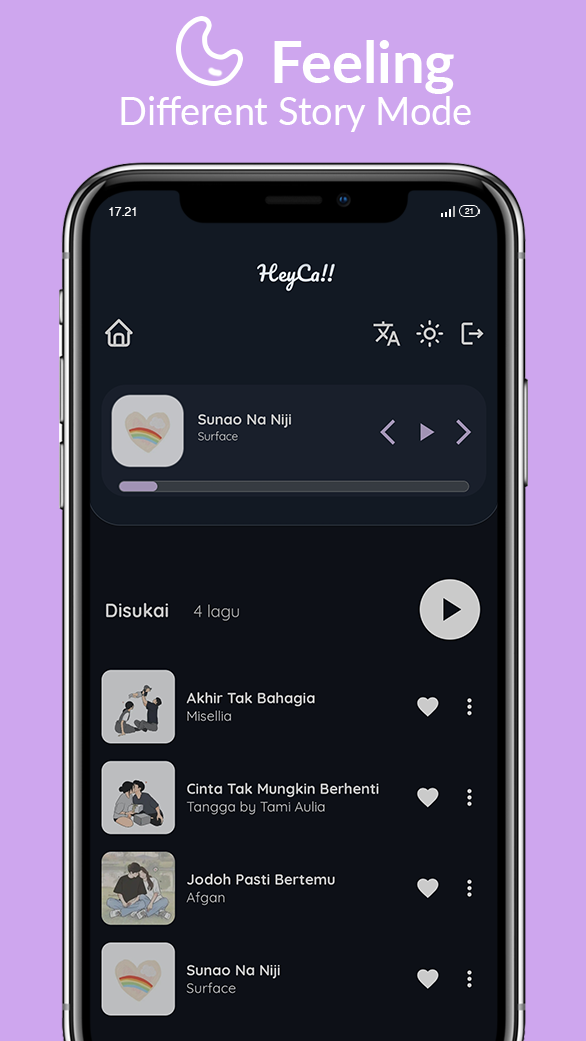 Feeling
Different Story Mode
17.21
21
HeyCa!!
Sunao Na Niji
Surface
Disukai 4 lagu
Akhir Tak Bahagia
Misellia
Cinta Tak Mungkin Berhenti
Tangga by Tami Aulia
Jodoh Pasti Bertemu
Afgan
Sunao Na Niji
Surface